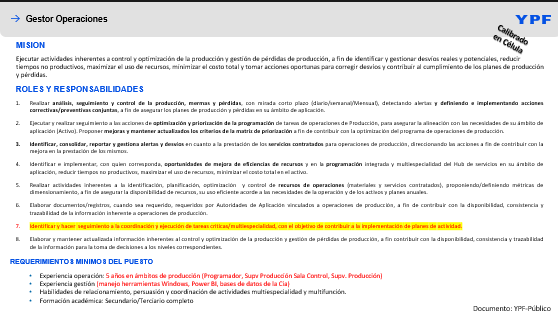 → Gestor Operaciones
YPF
Calibrado
en Célula
MISION
Ejecutar actividades inherentes a control y optimización de la producción y gestión de pérdidas de producción, a fin de identificar y gestionar desvíos reales y potenciales, reducir
tiempos no productivos, maximizar el uso de recursos, minimizar el costo total y tomar acciones oportunas para corregir desvíos y contribuir al cumplimiento de los planes de producción
y pérdidas.
ROLES Y RESPONSABILIDADES
1. Realizar análisis, seguimiento y control de la producción, mermas y pérdidas, con mirada corto plazo (diario/semanal/Mensual), detectando alertas y definiendo e implementando acciones
correctivas/preventivas conjuntas, a fin de asegurar los planes de producción y pérdidas en su ámbito de aplicación.
2. Ejecutar y realizar seguimiento a las acciones de optimización y priorización de la programación de tareas de operaciones de Producción, para asegurar la alineación con las necesidades de su ámbito de
aplicación (Activo). Proponer mejoras y mantener actualizados los criterios de la matriz de priorización a fin de contribuir con la optimización del programa de operaciones de producción.
3. Identificar, consolidar, reportar y gestiona alertas y desvíos en cuanto a la prestación de los servicios contratados para operaciones producción, direccionando las acciones a fin de contribuir con la
mejora en la prestación de los mismos.
4. Identificar e implementar, con quien corresponda, oportunidades de mejora de eficiencias de recursos y en la programación integrada y multiespecialidad del Hub de servicios en su ámbito de
aplicación, reducir tiempos no productivos, maximizar el uso de recursos, minimizar el costo total en el activo.
5. Realizar actividades inherentes a la identificación, planificación, optimización y control de recursos de operaciones (materiales y servicios contratados), proponiendo/definiendo métricas de
dimensionamiento, a fin de asegurar la disponibilidad de recursos, su uso eficiente acorde a las necesidades de la operación y de los activos y planes anuales.
6. Elaborar documentos/registros, cuando sea requerido, requeridos por Autoridades de Aplicación vinculados a operaciones de producción, a fin de contribuir con la disponibilidad, consistencia y
trazabilidad de la información inherente a operaciones de producción.
7. Identificar y hacer seguimiento a la coordinación y ejecución de tareas críticas/multiespecialidad, con el objetivo de contribuir a la implementación de planes de actividad.
8. Elaborar y mantener actualizada información inherentes al control y optimización de la producción y gestión de pérdidas de producción, a fin contribuir con la disponibilidad, consistencia y trazabilidad
de la información para la toma de decisiones a los niveles correspondientes.
REQUERIMIENTOS MINIMOS DEL PUESTO
• Experiencia operación: 5 años en ámbitos de producción (Programador, Supv Producción Sala Control, Supv. Producción)
• Experiencia gestión (manejo herramientas Windows, Power BI, bases de datos de la Cia)
• Habilidades de relacionamiento, persuasión y coordinación de actividades multiespecialidad y multifunción.
• Formación académica: Secundario/Terciario completo
Documento: YPF-Público